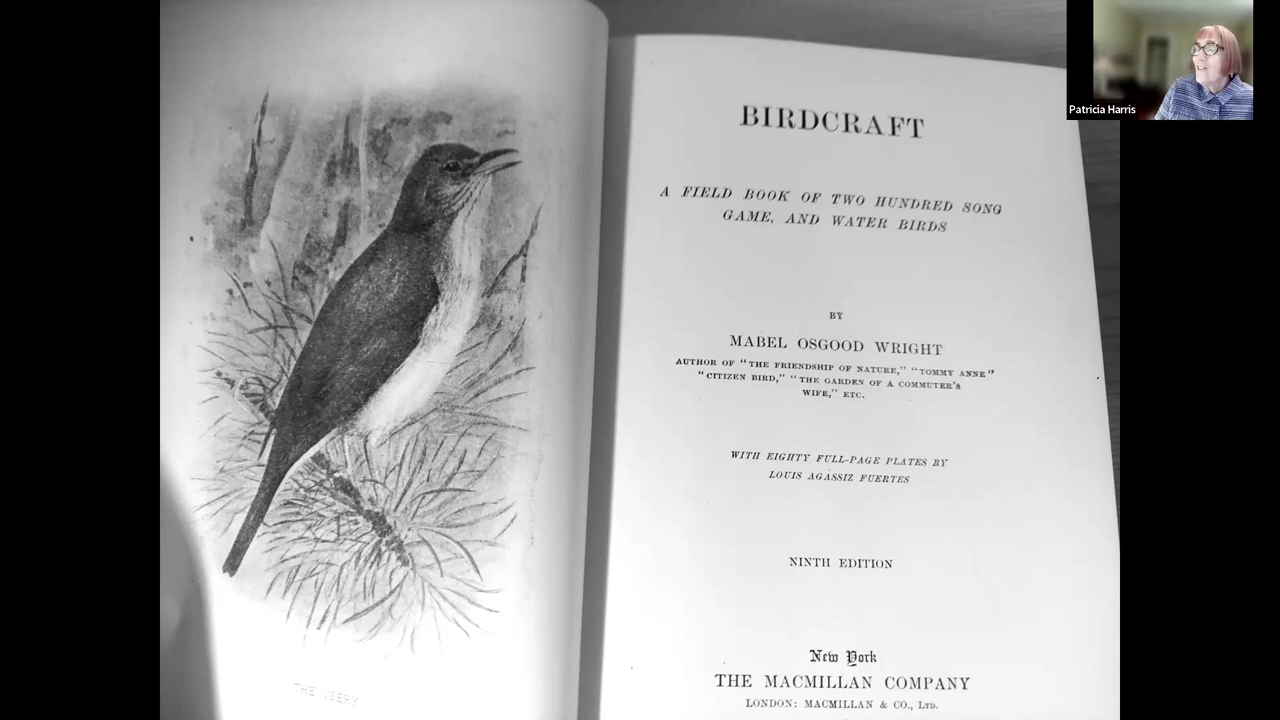 THE VEERY
BIRDCRAFT
A FIELD BOOK OF TWO HUNDRED SONG
GAME, AND WATER BIRDS
BY
MABEL OSGOOD WRIGHT
AUTHOR OF "THE FRIENDSHIP OF NATURE," "TOMMY ANNE"
"CITIZEN BIRD," "THE GARDEN OF A COMMUTER'S
WIFE," ETC.
WITH EIGHTY FULL-PAGE PLATES BY
LOUIS AGASSIZ FUERTES
NINTH EDITION
New York
THE MACMILLAN COMPANY
LONDON: MACMILLAN & CO., LTD.
Patricia Harris